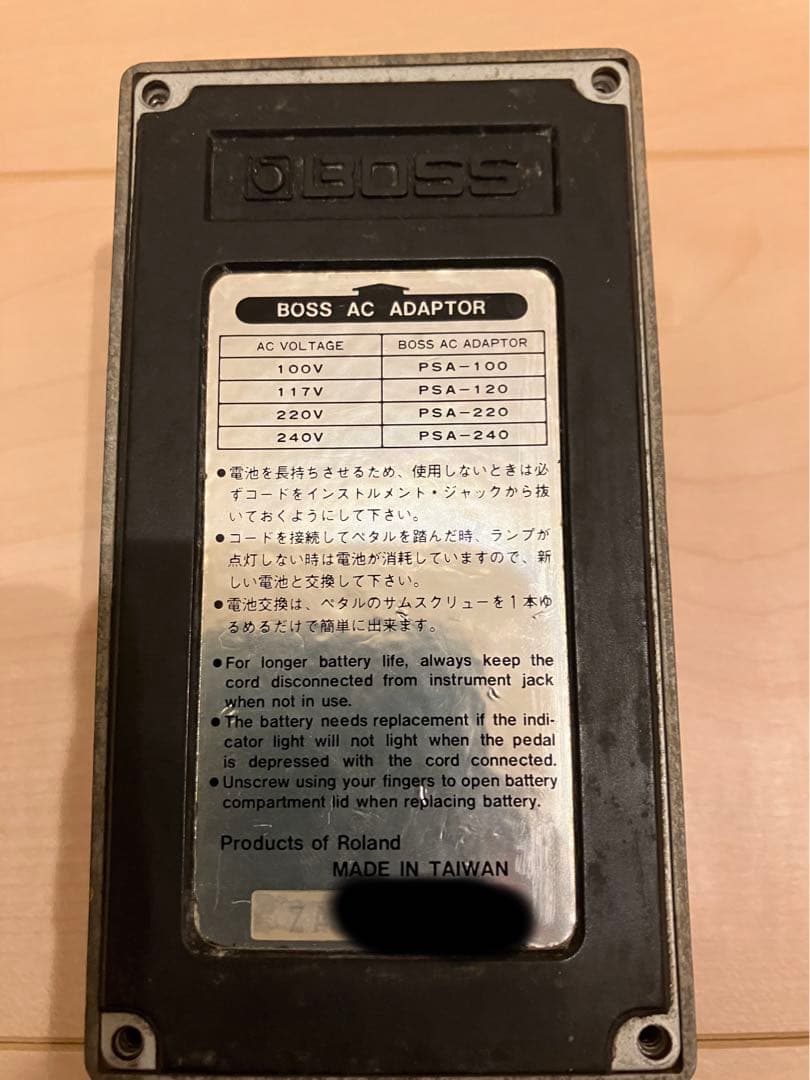 BOSS
BOSS AC ADAPTOR
AC VOLTAGE BOSS AC ADAPTOR
100V PSA-100
117V PSA-120
220V PSA-220
240V PSA-240
●電池を長持ちさせるため、使用しないときは必
ずコードをインストルメント・ジャックから抜
いておくようにして下さい。
●コードを接続してペタルを踏んだ時、ランプが
点灯しない時は電池が消耗していますので、新
しい電池と交換して下さい。
●電池交換は、ペタルのサムスクリューを1本ゆ
るめるだけで簡単に出来ます。
●For longer battery life, always keep the
cord disconnected from instrument jack
when not in use.
●The battery needs replacement if the indi-
cator light will not light when the pedal
is depressed with the cord connected.
●Unscrew using your fingers to open battery
compartment lid when replacing battery.
Products of Roland
MADE IN TAIWAN